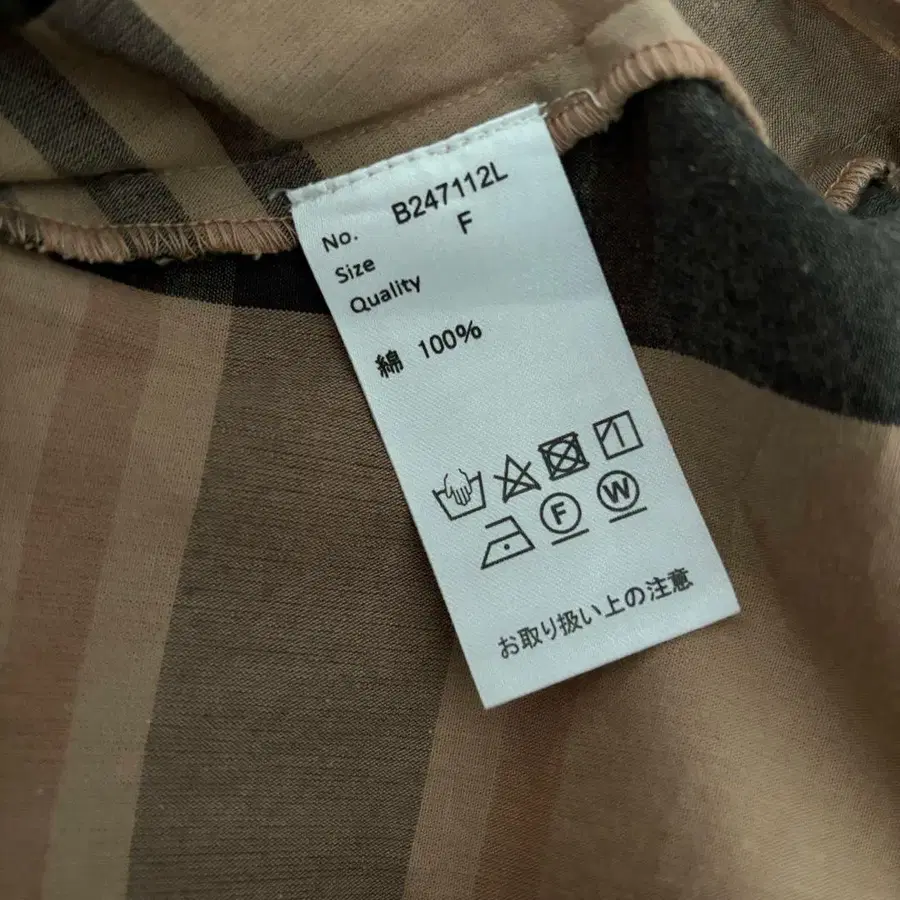 No. B247112L
Size F
Quality
綿 100%
F W
お取り扱い上の注意